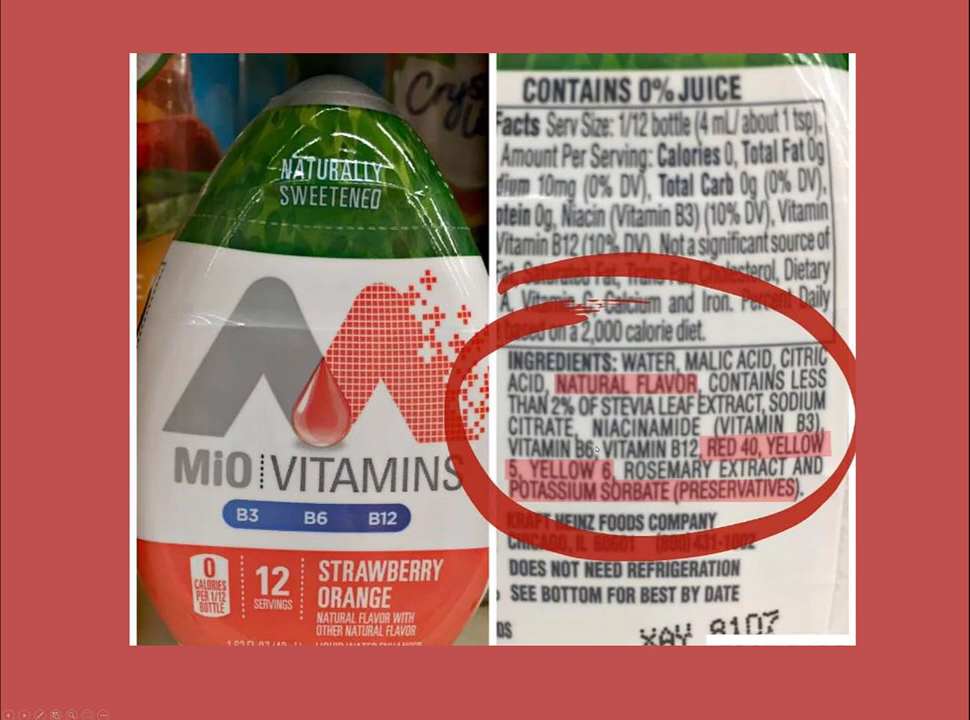 Crys
NATURALLY
SWEETENED
MiO VITAMINS
B3 B6 B12
0
CALORIES
PER 1/12
BOTTLE
12
SERVINGS
STRAWBERRY
ORANGE
NATURAL FLAVOR WITH
OTHER NATURAL FLAVOR
CONTAINS 0% JUICE
Facts Serv Size: 1/12 bottle (4 mL/about 1 tsp),
Amount Per Serving: Calories 0, Total Fat 0g
dium 10mg (0% DV), Total Carb 0g (0% DV),
otein 0g, Niacin (Vitamin B3) (10% DV), Vitamin
Vitamin B12 (10% DV). Not a significant source of
Fat, Saturated Fat, Trans Fat, Cholesterol, Dietary
A, Vitamin C, Calcium and Iron. Percent Daily
based on a 2,000 calorie diet.
INGREDIENTS: WATER, MALIC ACID, CITRIC
ACID, NATURAL FLAVOR, CONTAINS LESS
THAN 2% OF STEVIA LEAF EXTRACT, SODIUM
CITRATE, NIACINAMIDE (VITAMIN B3),
VITAMIN B6, VITAMIN B12, RED 40, YELLOW
5, YELLOW 6, ROSEMARY EXTRACT AND
POTASSIUM SORBATE (PRESERVATIVES).
KRAFT HEINZ FOODS COMPANY
CHICAGO, IL 60601 (800) 431-1002
DOES NOT NEED REFRIGERATION
SEE BOTTOM FOR BEST BY DATE
DS